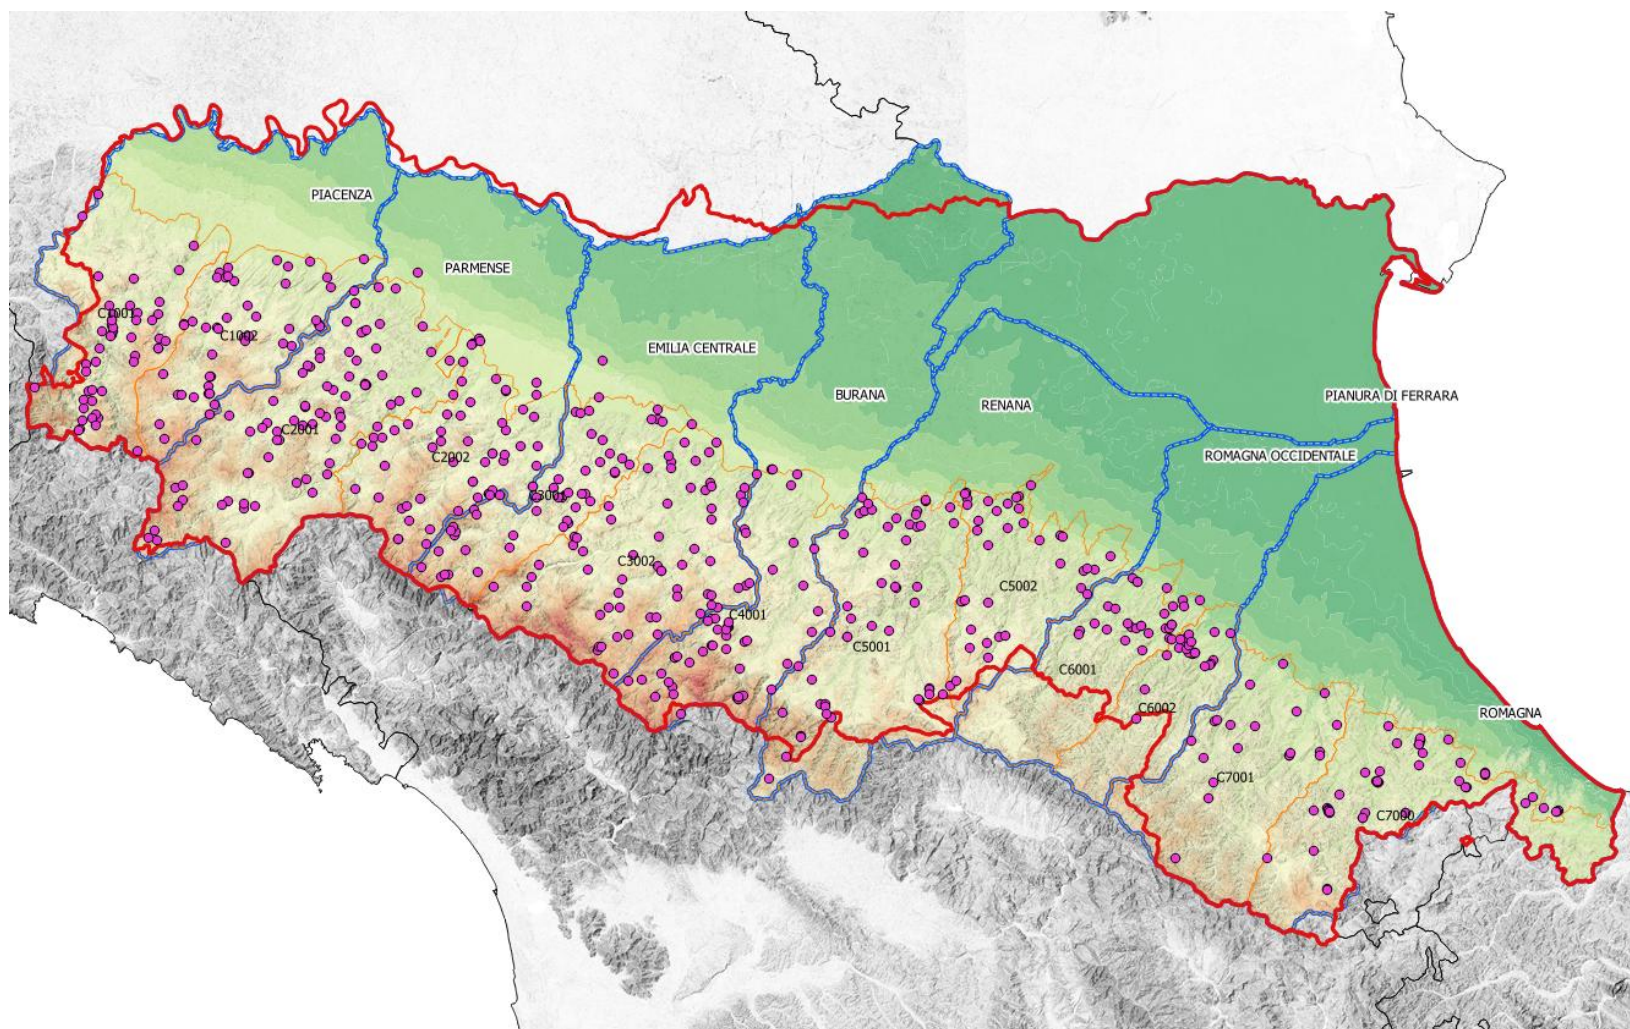 PIACENZA
PARMENSE
C1001
C1002
EMILIA CENTRALE
BURANA
PIANURA DI FERRARA
RENANA
C2001
C2002
ROMAGNA OCCIDENTALE
C3001
C3002
C5002
C4001
C5001
C6001
C6002
ROMAGNA
C7001
C7000